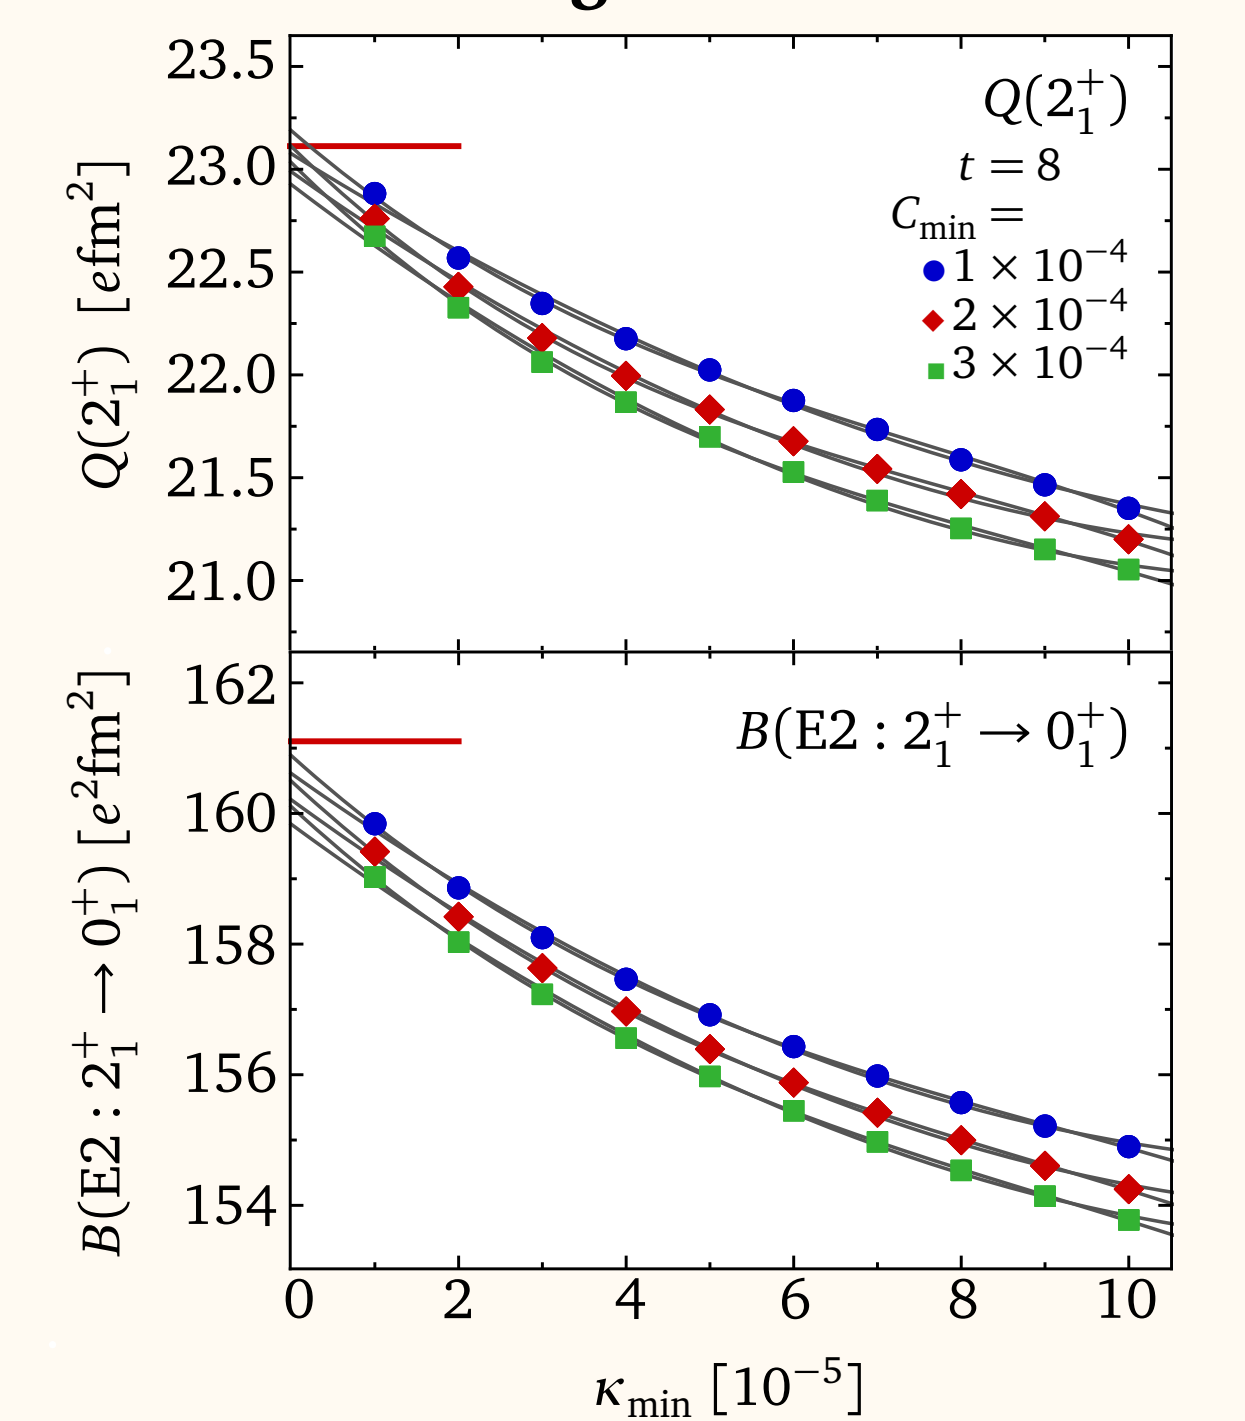 g
23.5
23.0
22.5
22.0
21.5
21.0
Q(2₁⁺) [efm²]
Q(2₁⁺)
t = 8
C_min =
1 × 10⁻⁴
2 × 10⁻⁴
3 × 10⁻⁴
162
160
158
156
154
B(E2 : 2₁⁺ → 0₁⁺) [e²fm²]
B(E2 : 2₁⁺ → 0₁⁺)
0 2 4 6 8 10
κ_min [10⁻⁵]